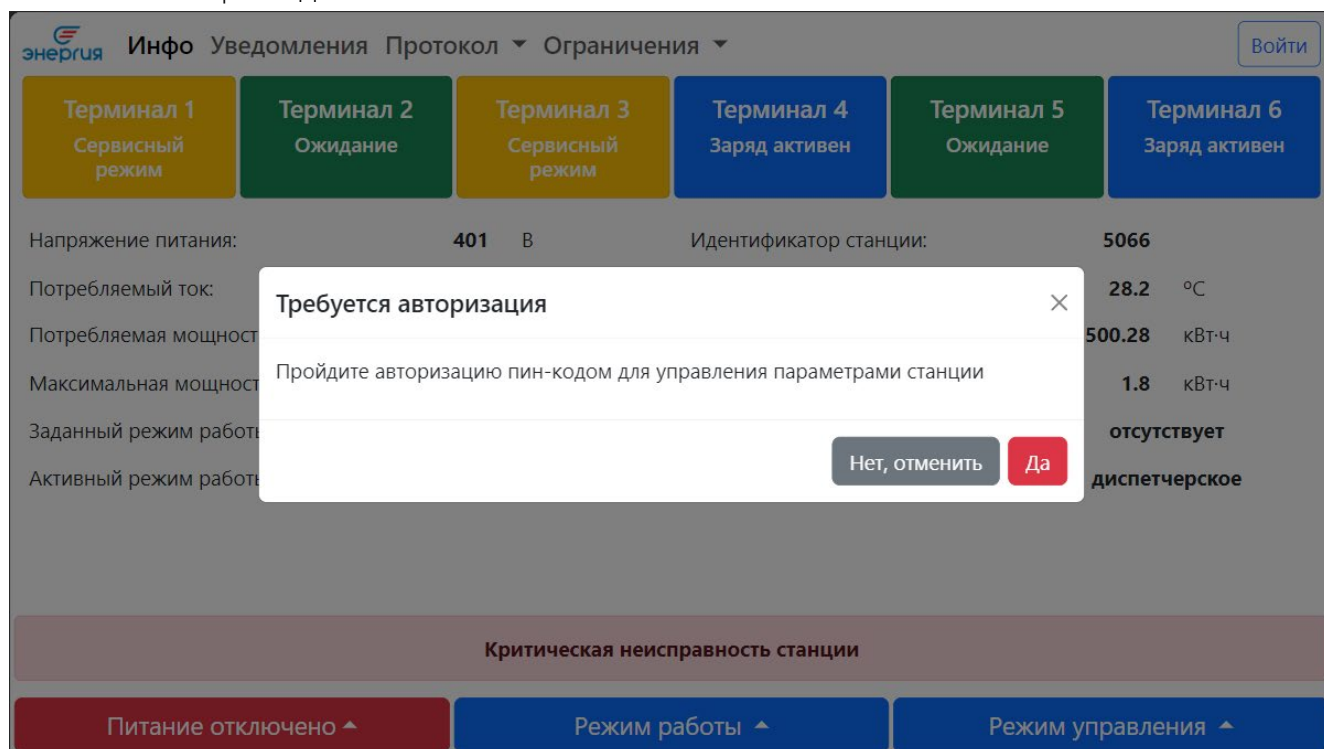 энергия Инфо Уведомления Протокол Ограничения Войти
Терминал 1 Терминал 2 Терминал 3 Терминал 4 Терминал 5 Терминал 6
Сервисный режим Ожидание Сервисный режим Заряд активен Ожидание Заряд активен
Напряжение питания: 401 В Идентификатор станции: 5066
Потребляемый ток: 28.2 °C
Потребляемая мощност 500.28 кВт·ч
Максимальная мощност 1.8 кВт·ч
Заданный режим работы отсутствует
Активный режим работы диспетчерское
Требуется авторизация
Пройдите авторизацию пин-кодом для управления параметрами станции
Нет, отменить Да
Критическая неисправность станции
Питание отключено Режим работы Режим управления